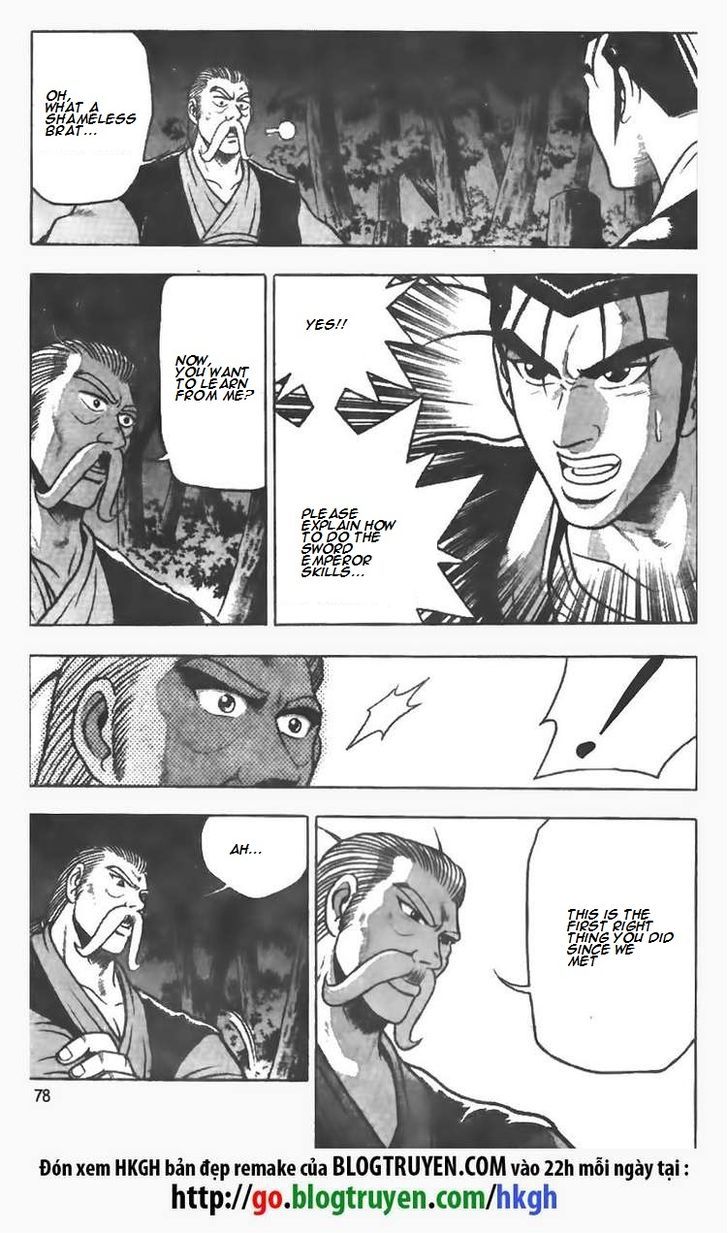 OH,
WHAT A
SHAMELESS
BRAT...
NOW,
YOU WANT
TO LEARN
FROM ME?
YES!!
PLEASE
EXPLAIN HOW
TO DO THE
SWORD
EMPEROR
SKILLS...
!
AH...
THIS IS THE
FIRST RIGHT
THING YOU DID
SINCE WE
MET
78
Đón xem HKGH bản đẹp remake của BLOGTRUYEN.COM vào 22h mỗi ngày tại :
http://go.blogtruyen.com/hkgh